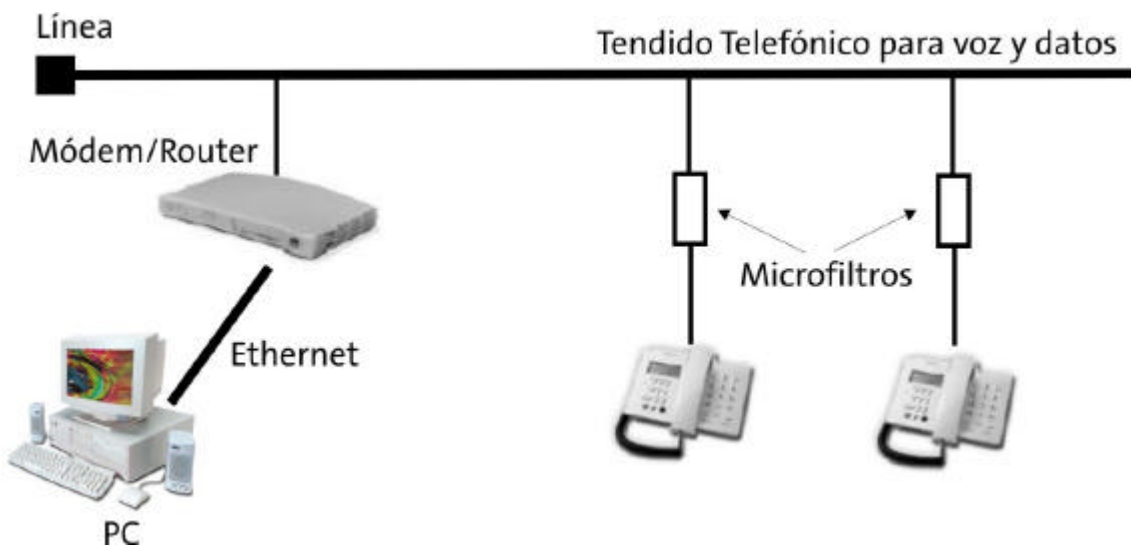 Línea
Tendido Telefónico para voz y datos
Módem/Router
Microfiltros
Ethernet
PC